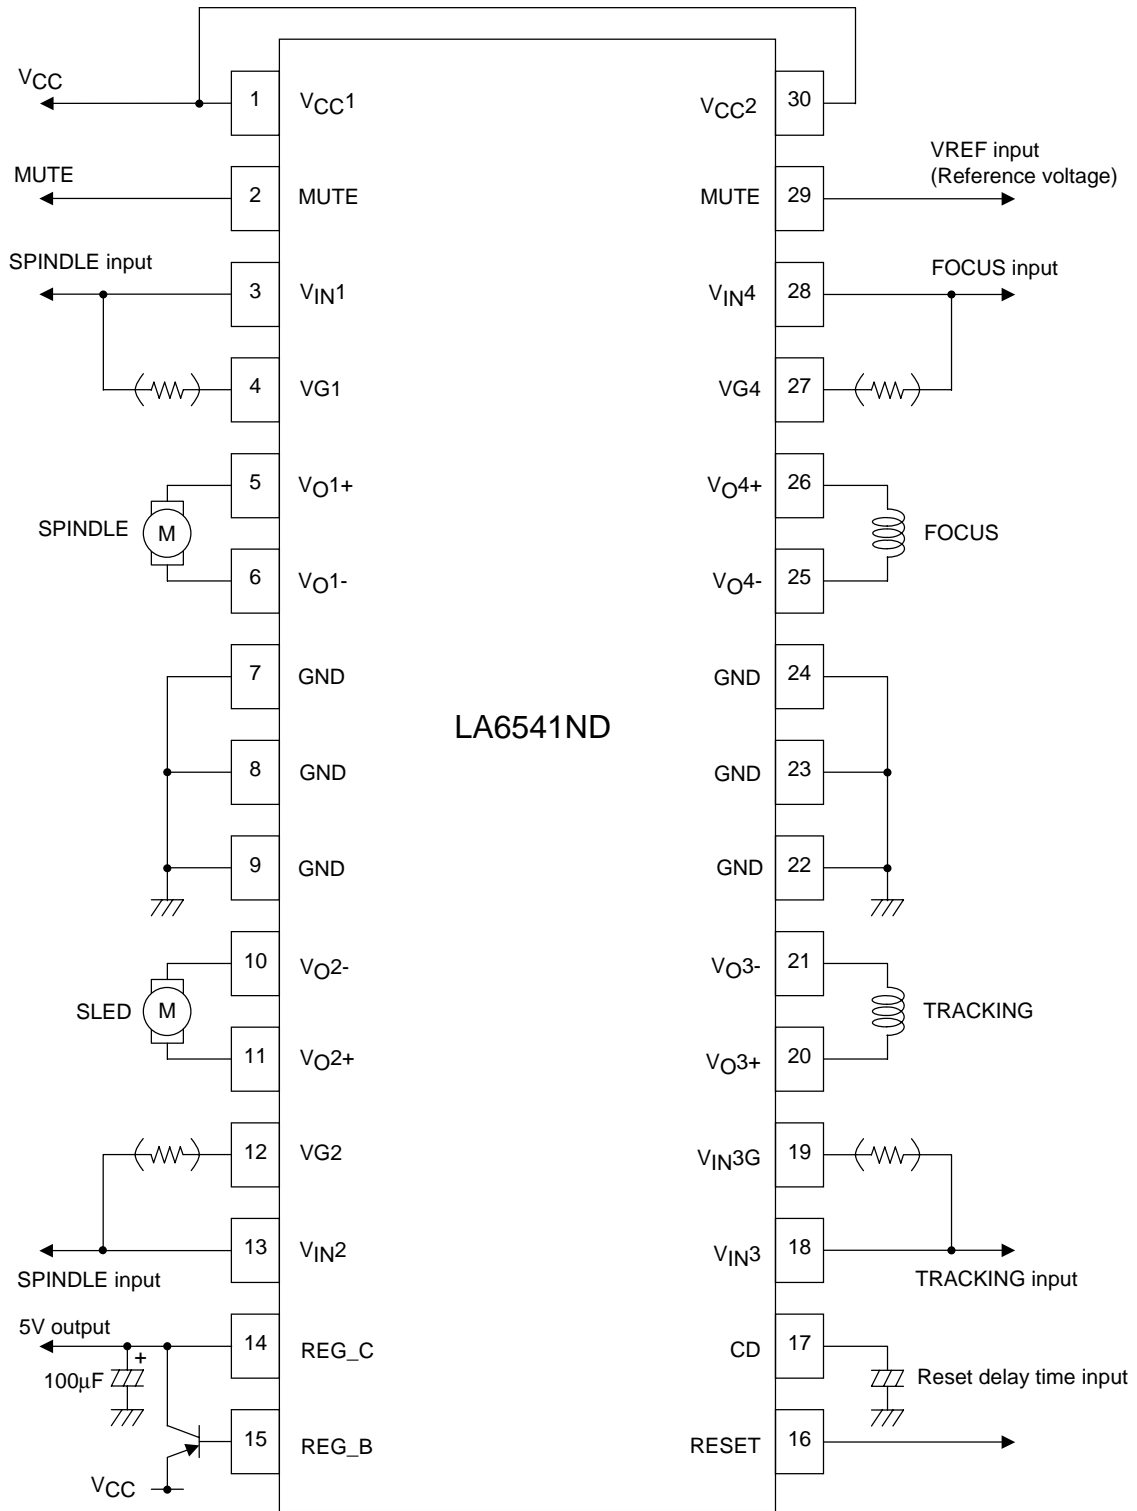 VCC
1
VCC1
VCC2
30
MUTE
2
MUTE
MUTE
29
VREF input
(Reference voltage)
SPINDLE input
3
VIN1
VIN4
28
FOCUS input
4
VG1
VG4
27
5
VO1+
VO4+
26
SPINDLE
M
FOCUS
6
VO1-
VO4-
25
7
GND
GND
24
LA6541ND
8
GND
GND
23
9
GND
GND
22
10
VO2-
VO3-
21
SLED
M
TRACKING
11
VO2+
VO3+
20
12
VG2
VIN3G
19
13
VIN2
VIN3
18
SPINDLE input
TRACKING input
5V output
14
REG_C
CD
17
+
100μF
Reset delay time input
15
REG_B
RESET
16
VCC